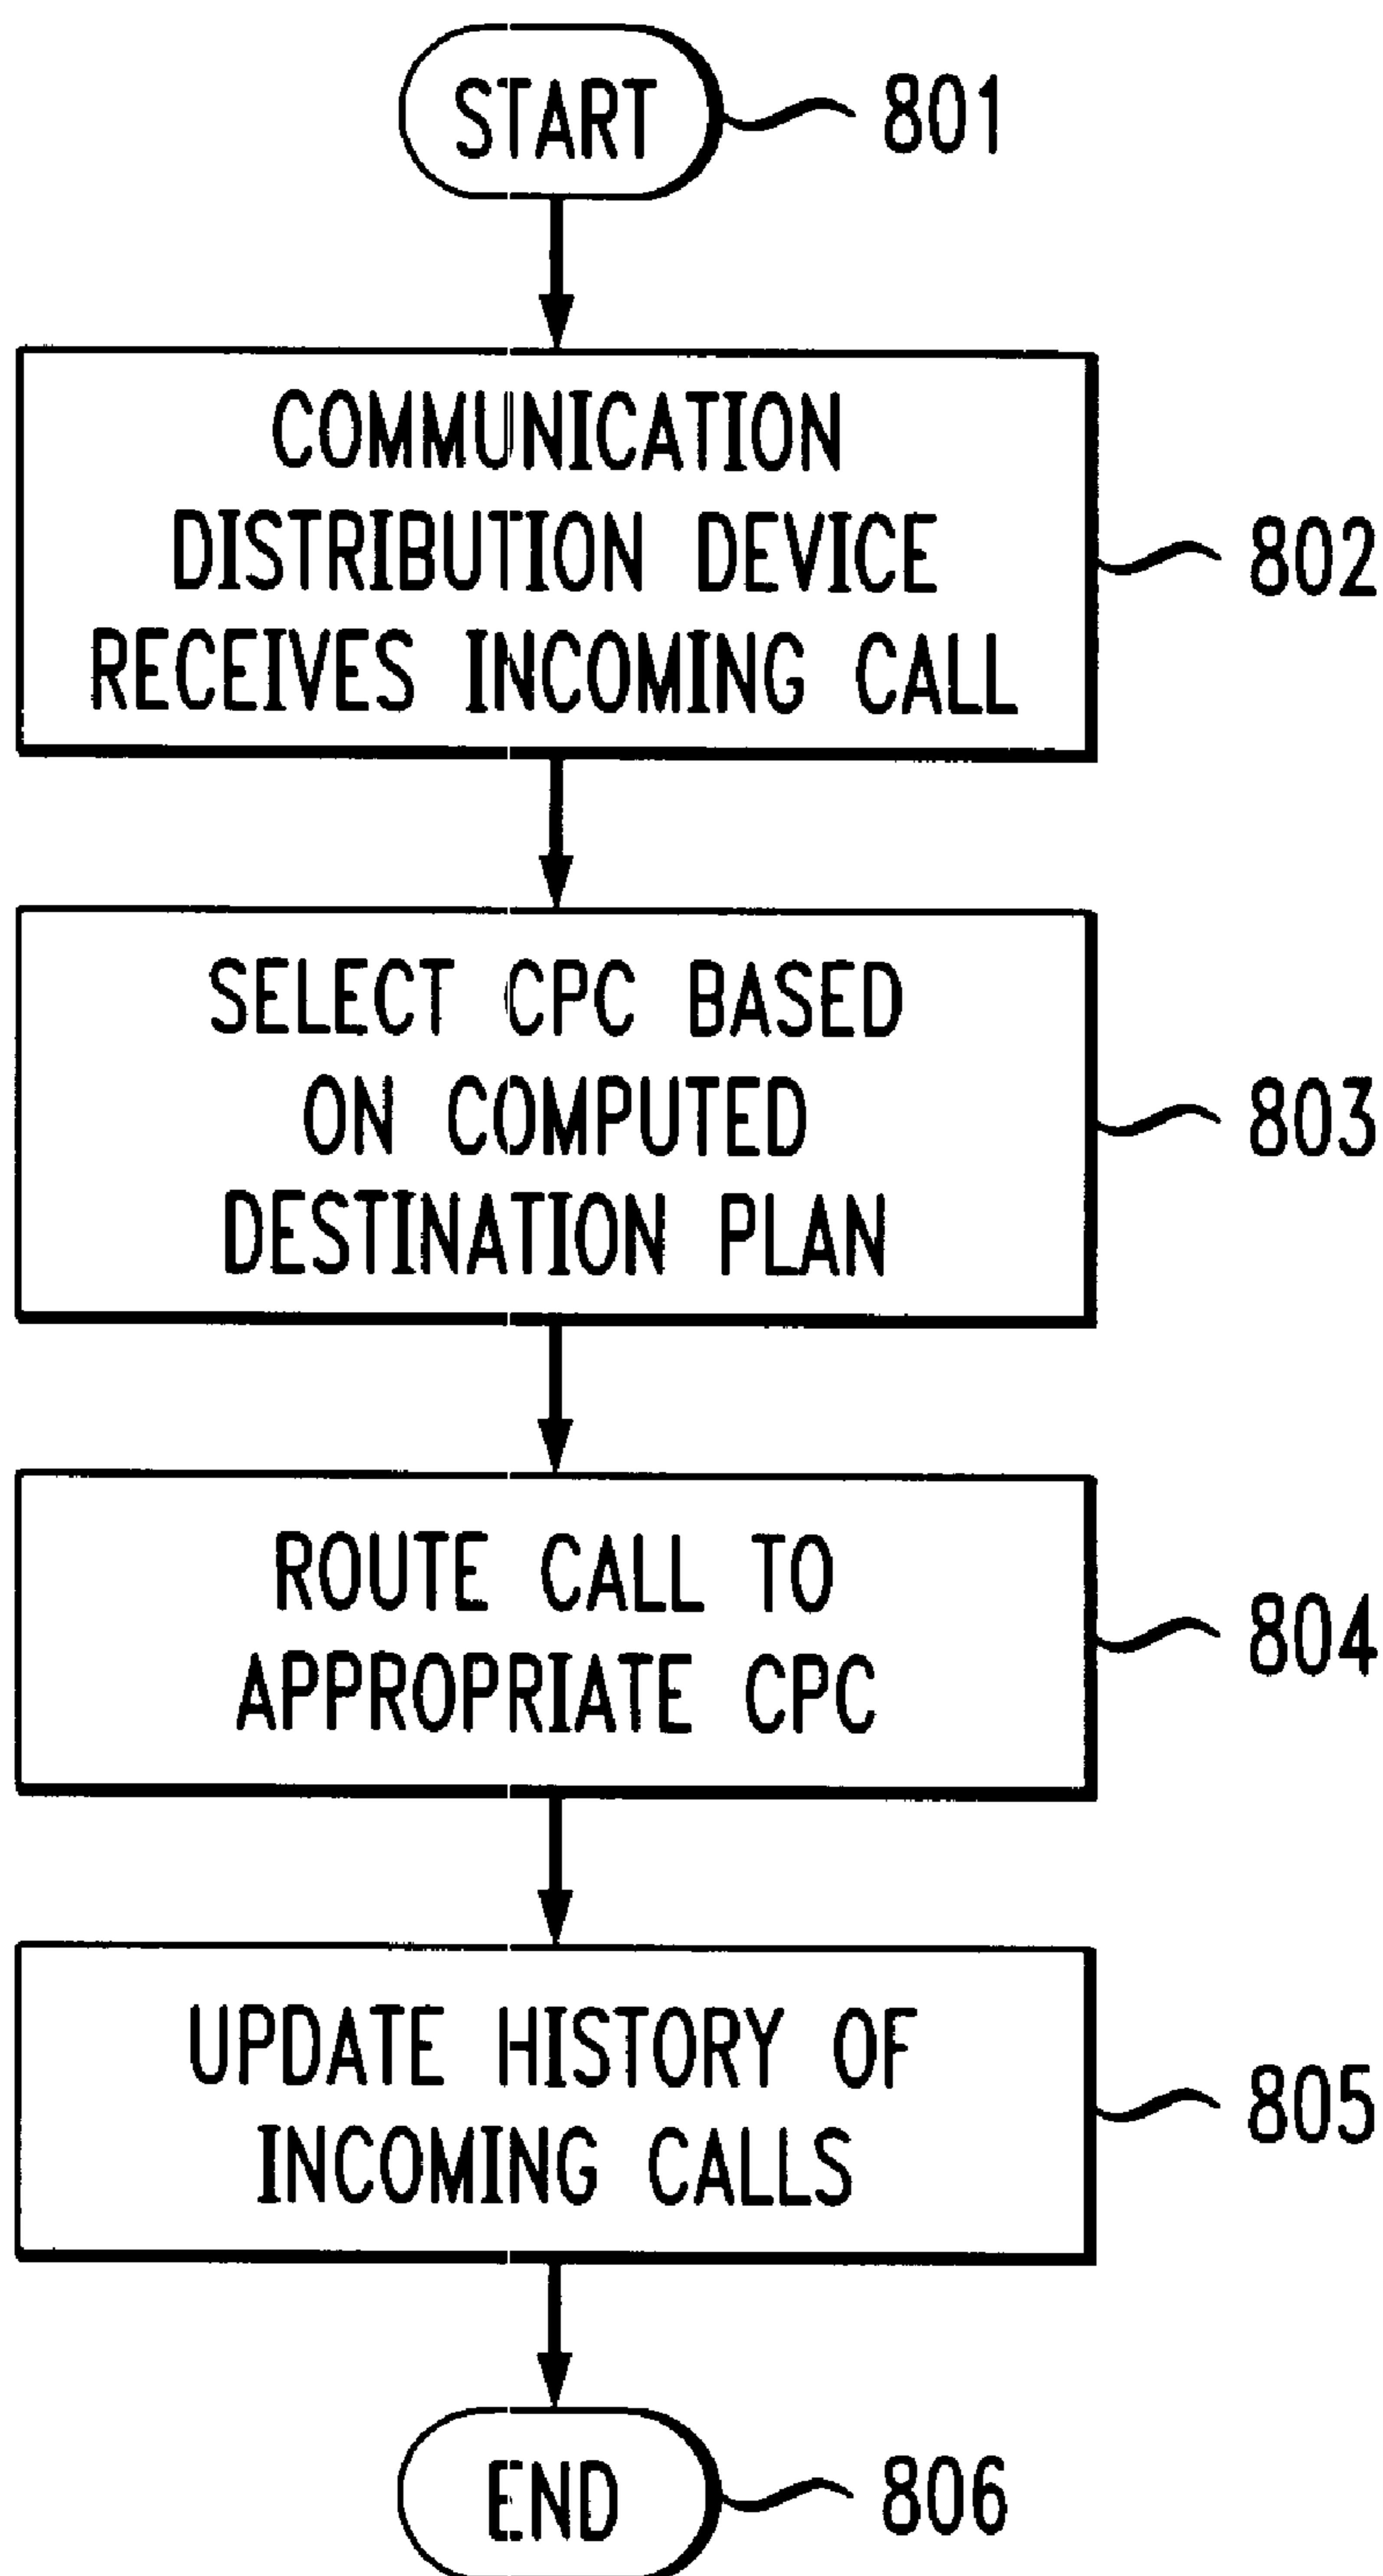 START
801
COMMUNICATION
DISTRIBUTION DEVICE
RECEIVES INCOMING CALL
802
SELECT CPC BASED
ON COMPUTED
DESTINATION PLAN
803
ROUTE CALL TO
APPROPRIATE CPC
804
UPDATE HISTORY OF
INCOMING CALLS
805
END
806